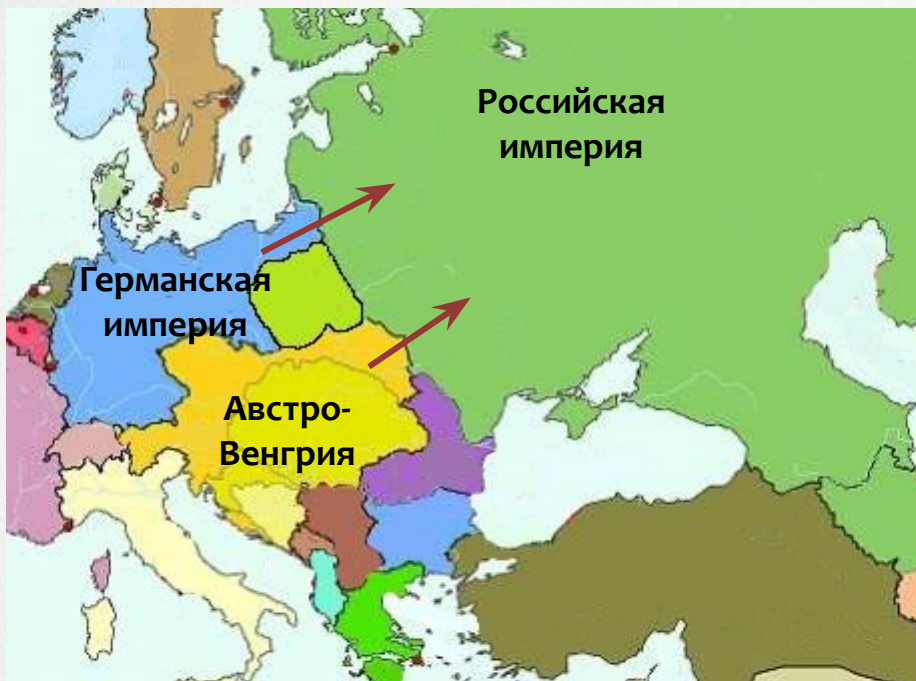 Российская
империя
Германская
империя
Австро-
Венгрия